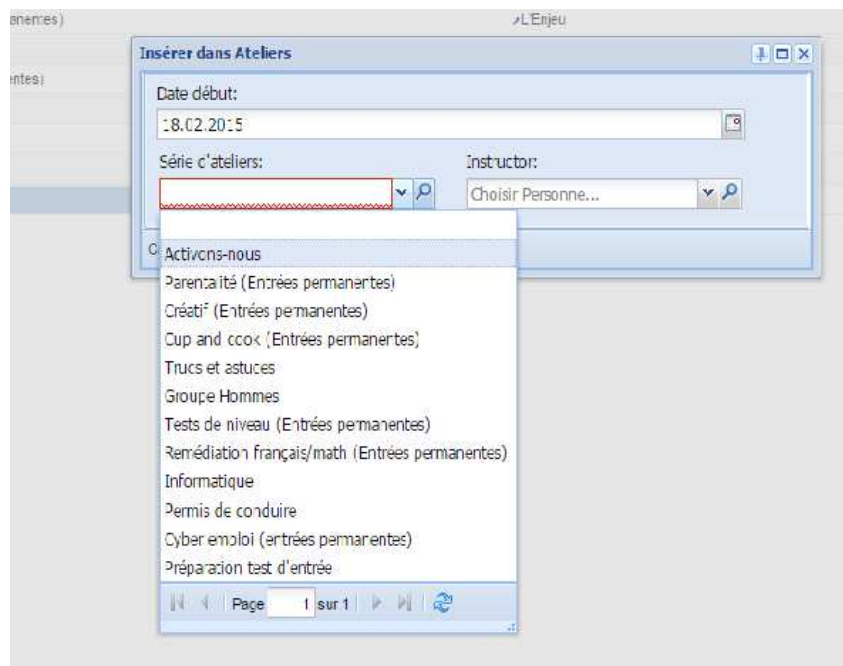 anentes)
L'Enjeu
Insérer dans Ateliers
entes)
Date début:
18.02.2015
Série d'ateliers:
Instructor:
Choisir Personne...
C
Activons-nous
Parentalité (Entrées permanentes)
Créatif (Entrées permanentes)
Cup and cook (Entrées permanentes)
Trucs et astuces
Groupe Hommes
Tests de niveau (Entrées permanentes)
Remédiation français/math (Entrées permanentes)
Informatique
Permis de conduire
Cyber emploi (entrées permanentes)
Préparation test d'entrée
Page 1 sur 1